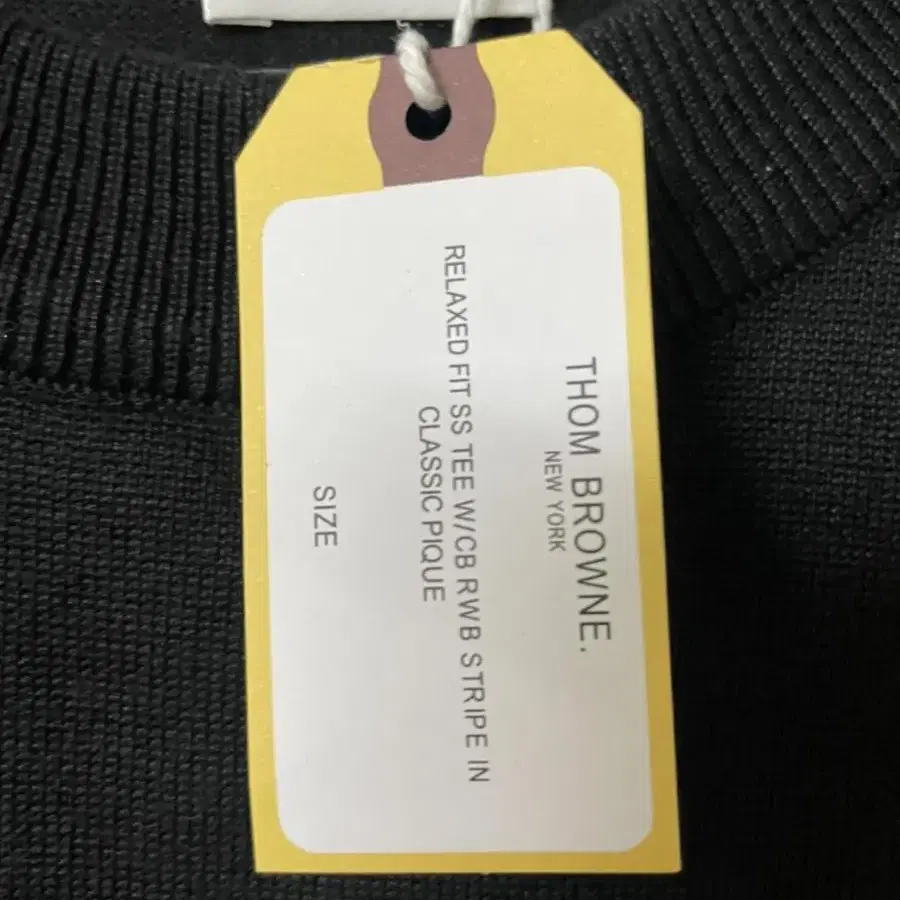 THOM BROWNE.
NEW YORK
RELAXED FIT SS TEE W/CB RWB STRIPE IN
CLASSIC PIQUE
SIZE